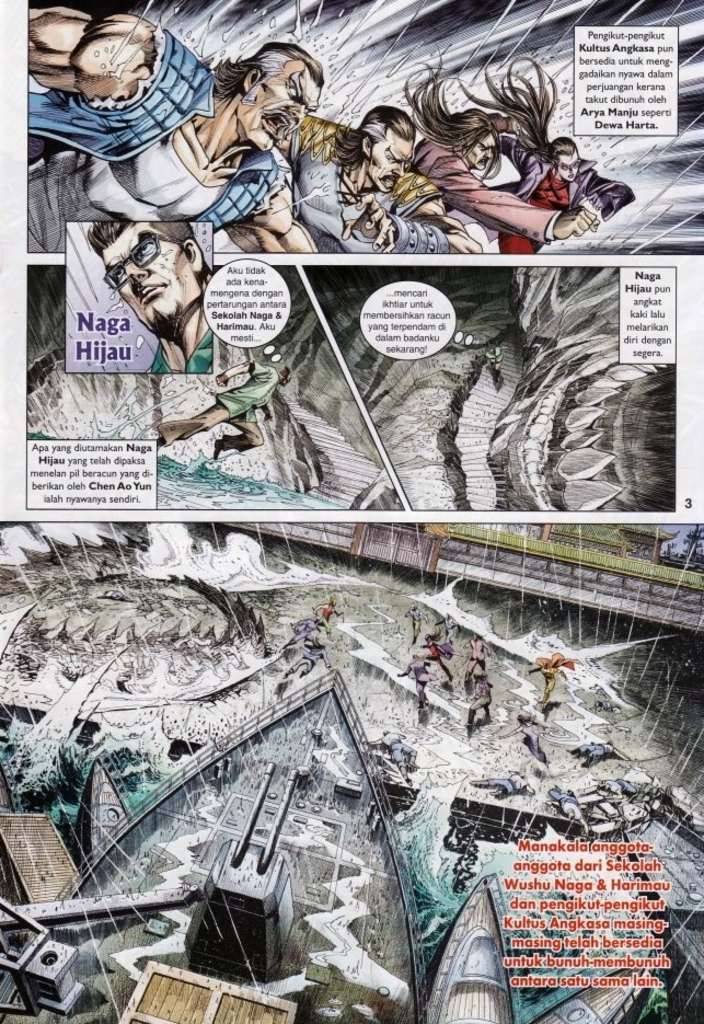 Pengikut-pengikut
Kultus Angkasa pun
bersedia untuk meng-
gadaikan nyawa dalam
perjuangan kerana
takut dibunuh oleh
Arya Manju seperti
Dewa Harta.
Naga
Hijau
Aku tidak
ada kena-
mengena dengan
pertarungan antara
Sekolah Naga &
Harimau. Aku
mesti...
...mencari
ikhtiar untuk
membersihkan racun
yang terpendam di
dalam badanku
sekarang!
Naga
Hijau pun
angkat
kaki lalu
melarikan
diri dengan
segera.
Apa yang diutamakan Naga
Hijau yang telah dipaksa
menelan pil beracun yang di-
berikan oleh Chen Ao Yun
ialah nyawanya sendiri.
3
Manakala anggota-
anggota dari Sekolah
Wushu Naga & Harimau
dan pengikut-pengikut
Kultus Angkasa masing-
masing telah bersedia
untuk bunuh-membunuh
antara satu sama lain.